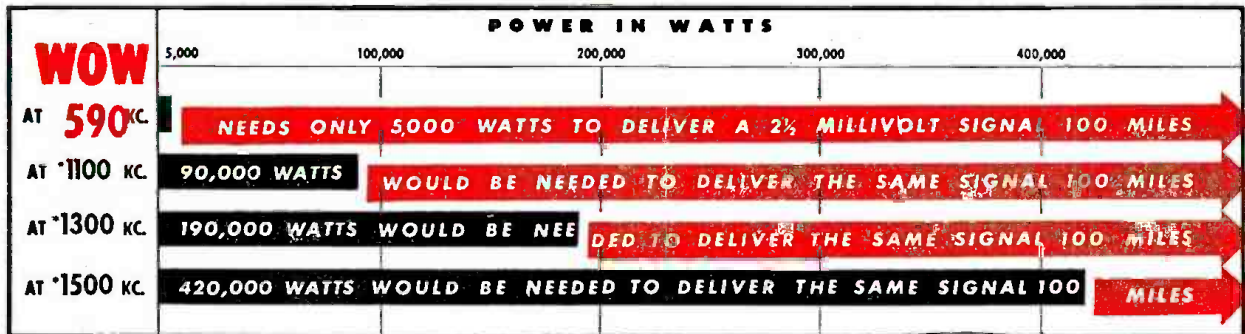 POWER IN WATTS
WOW
5,000 100,000 200,000 300,000 400,000
AT 590 KC. NEEDS ONLY 5,000 WATTS TO DELIVER A 2½ MILLIVOLT SIGNAL 100 MILES
AT *1100 KC. 90,000 WATTS WOULD BE NEEDED TO DELIVER THE SAME SIGNAL 100 MILES
AT *1300 KC. 190,000 WATTS WOULD BE NEEDED TO DELIVER THE SAME SIGNAL 100 MILES
AT *1500 KC. 420,000 WATTS WOULD BE NEEDED TO DELIVER THE SAME SIGNAL 100 MILES